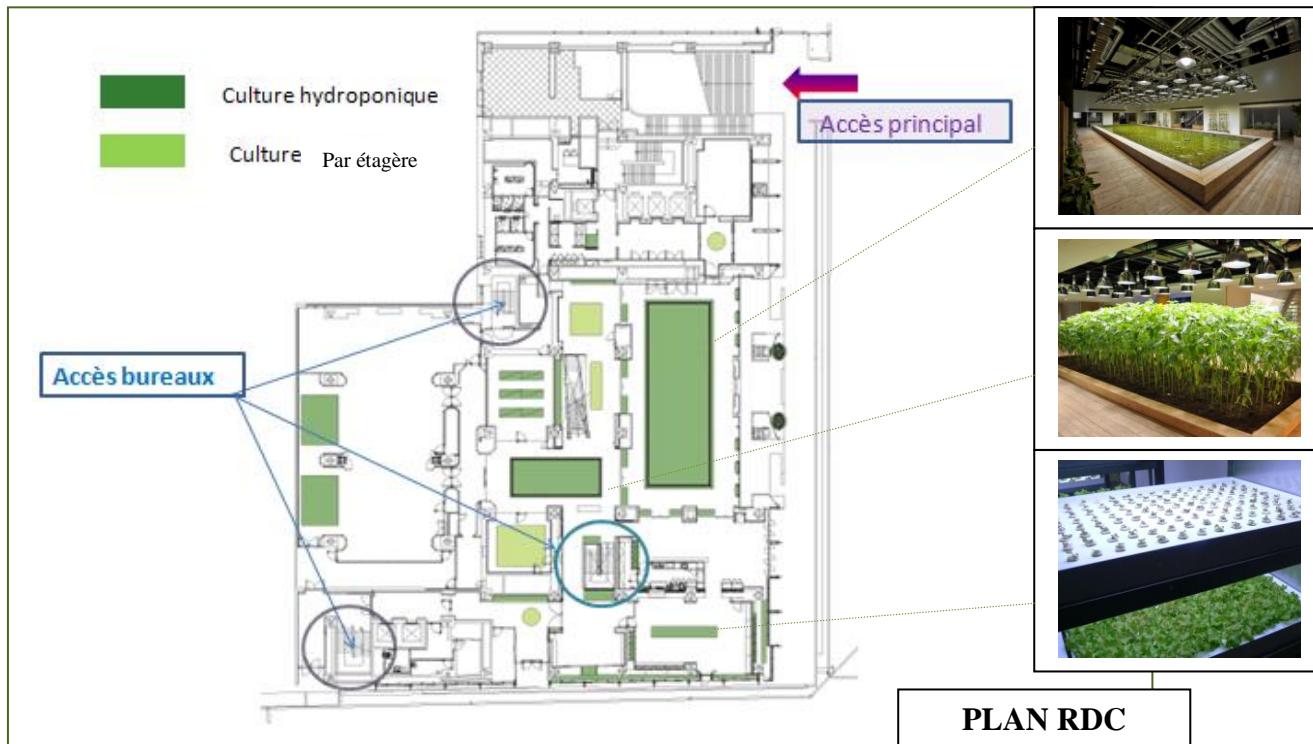 Culture hydroponique
Culture Par étagère
Accès principal
Accès bureaux
PLAN RDC